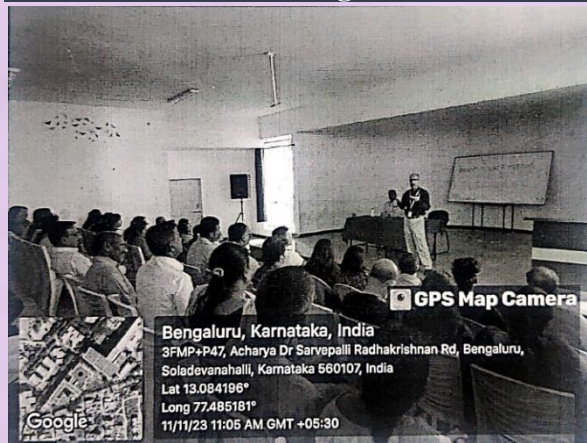 GPS Map Camera
Bengaluru, Karnataka, India
3FMP+P47, Acharya Dr Sarvepalli Radhakrishnan Rd, Bengaluru,
Soladevanahalli, Karnataka 560107, India
Lat 13.084196°
Long 77.485181°
11/11/23 11:05 AM GMT +05:30
Google